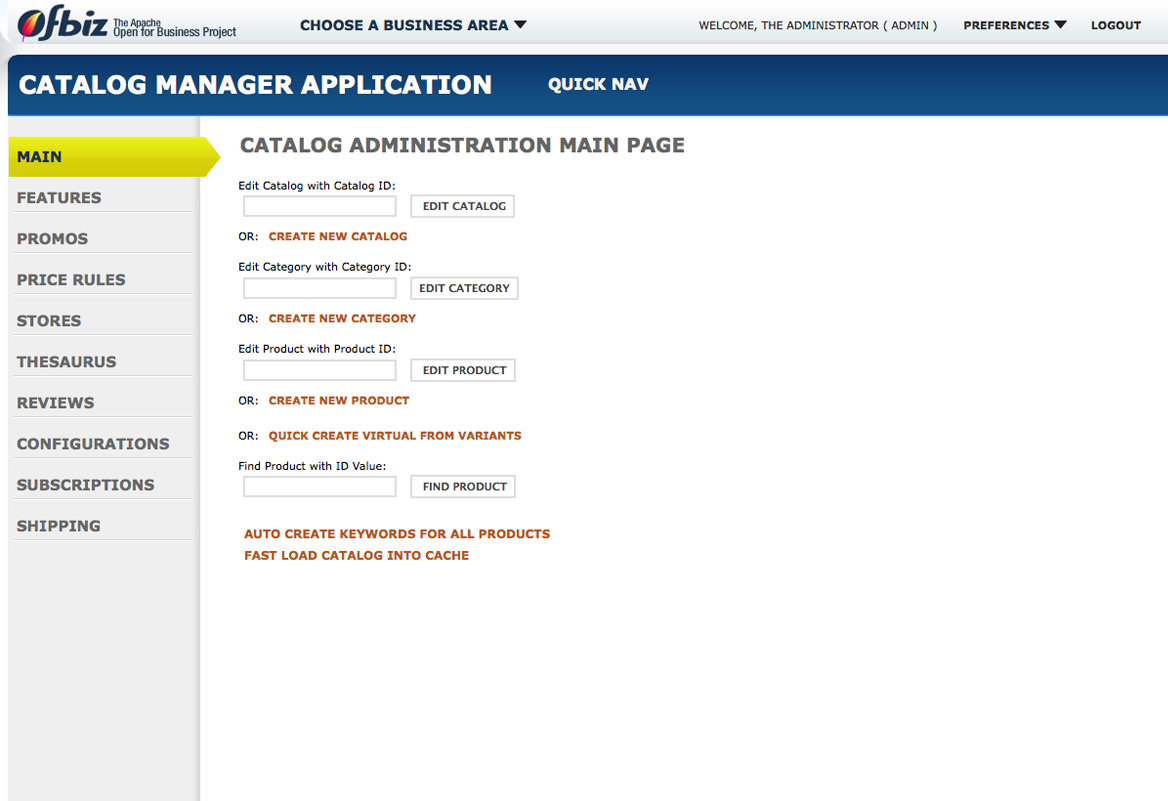 Ofbiz The Apache
Open for Business Project
CHOOSE A BUSINESS AREA
WELCOME, THE ADMINISTRATOR ( ADMIN )
PREFERENCES
LOGOUT
CATALOG MANAGER APPLICATION
QUICK NAV
MAIN
FEATURES
PROMOS
PRICE RULES
STORES
THESAURUS
REVIEWS
CONFIGURATIONS
SUBSCRIPTIONS
SHIPPING
CATALOG ADMINISTRATION MAIN PAGE
Edit Catalog with Catalog ID:
EDIT CATALOG
OR: CREATE NEW CATALOG
Edit Category with Category ID:
EDIT CATEGORY
OR: CREATE NEW CATEGORY
Edit Product with Product ID:
EDIT PRODUCT
OR: CREATE NEW PRODUCT
OR: QUICK CREATE VIRTUAL FROM VARIANTS
Find Product with ID Value:
FIND PRODUCT
AUTO CREATE KEYWORDS FOR ALL PRODUCTS
FAST LOAD CATALOG INTO CACHE